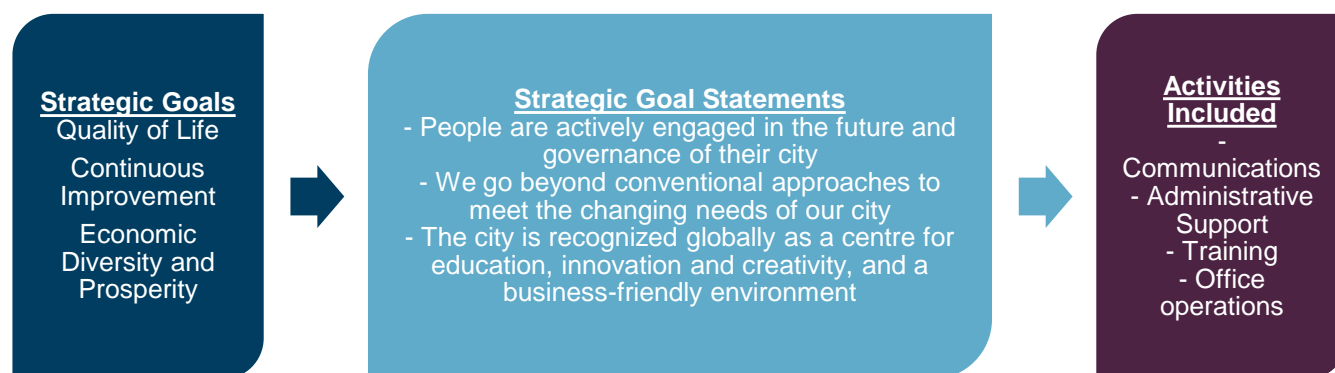 Strategic Goals
Quality of Life
Continuous
Improvement
Economic
Diversity and
Prosperity
Strategic Goal Statements
- People are actively engaged in the future and
governance of their city
- We go beyond conventional approaches to
meet the changing needs of our city
- The city is recognized globally as a centre for
education, innovation and creativity, and a
business-friendly environment
Activities
Included
-
Communications
- Administrative
Support
- Training
- Office
operations